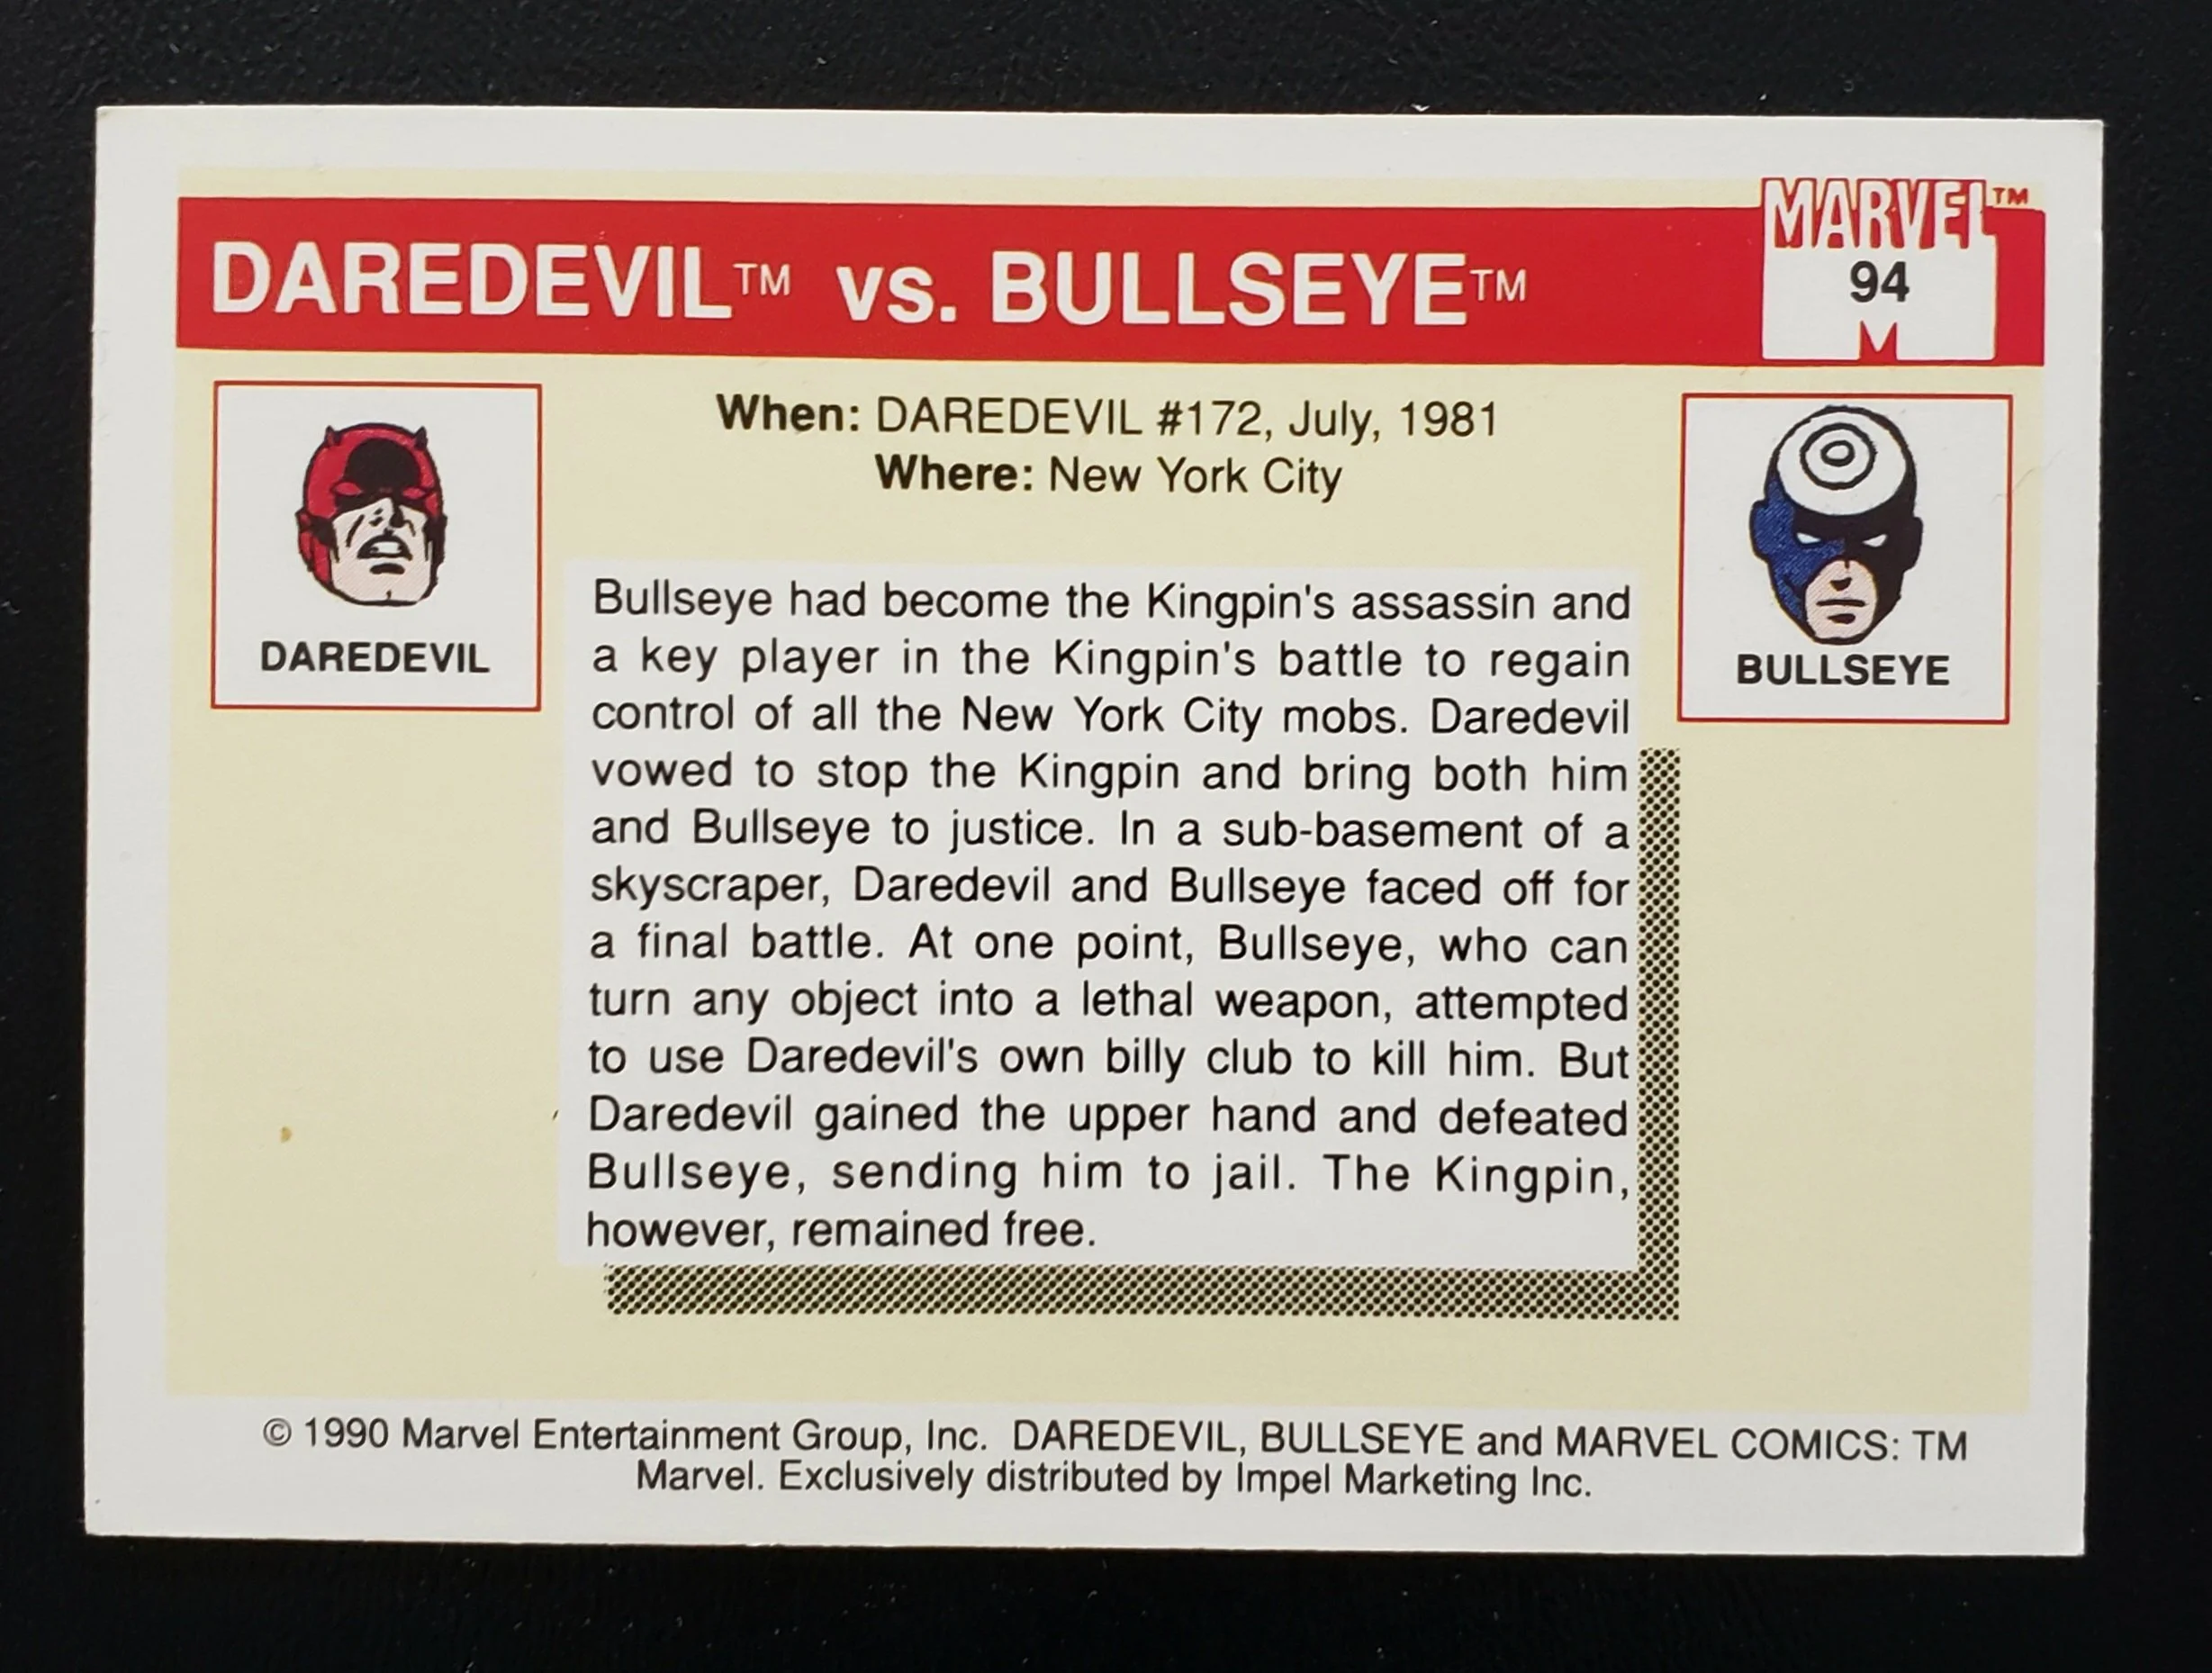 DAREDEVIL™ vs. BULLSEYE™
MARVEL™
94
When: DAREDEVIL #172, July, 1981
Where: New York City
DAREDEVIL
BULLSEYE
Bullseye had become the Kingpin's assassin and
a key player in the Kingpin's battle to regain
control of all the New York City mobs. Daredevil
vowed to stop the Kingpin and bring both him
and Bullseye to justice. In a sub-basement of a
skyscraper, Daredevil and Bullseye faced off for
a final battle. At one point, Bullseye, who can
turn any object into a lethal weapon, attempted
to use Daredevil's own billy club to kill him. But
Daredevil gained the upper hand and defeated
Bullseye, sending him to jail. The Kingpin,
however, remained free.
© 1990 Marvel Entertainment Group, Inc. DAREDEVIL, BULLSEYE and MARVEL COMICS: TM
Marvel. Exclusively distributed by Impel Marketing Inc.